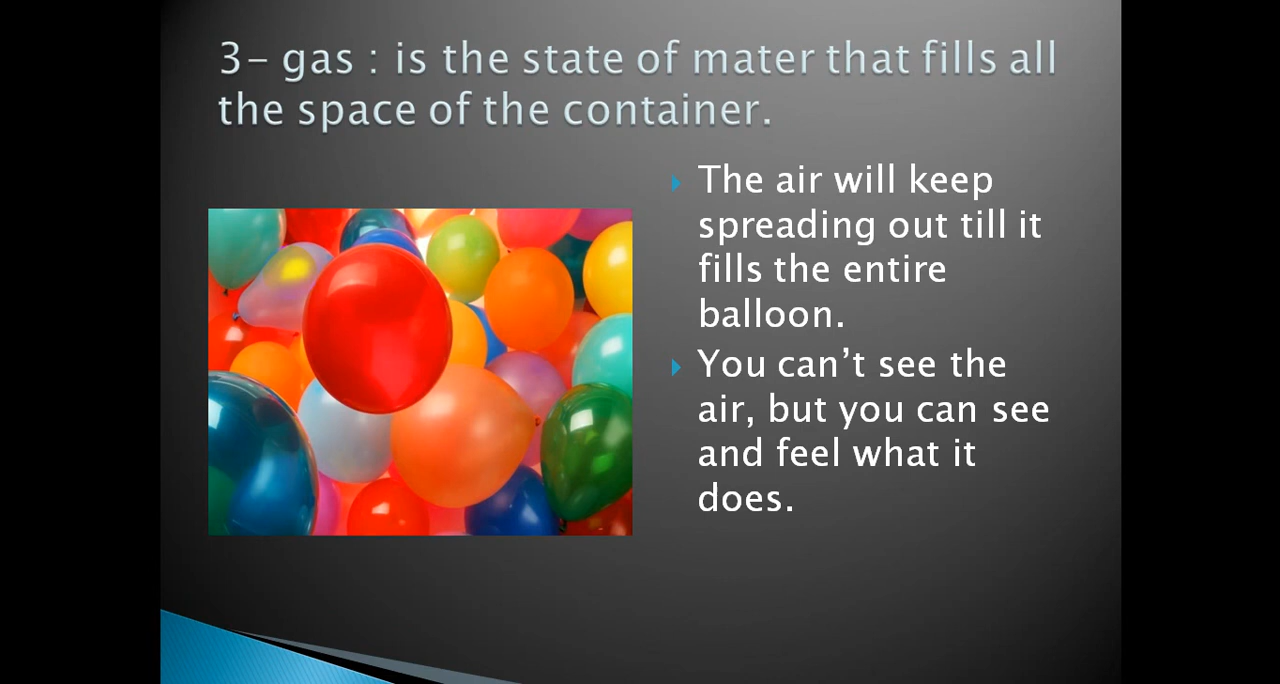 3- gas : is the state of mater that fills all
the space of the container.
The air will keep
spreading out till it
fills the entire
balloon.
You can’t see the
air, but you can see
and feel what it
does.